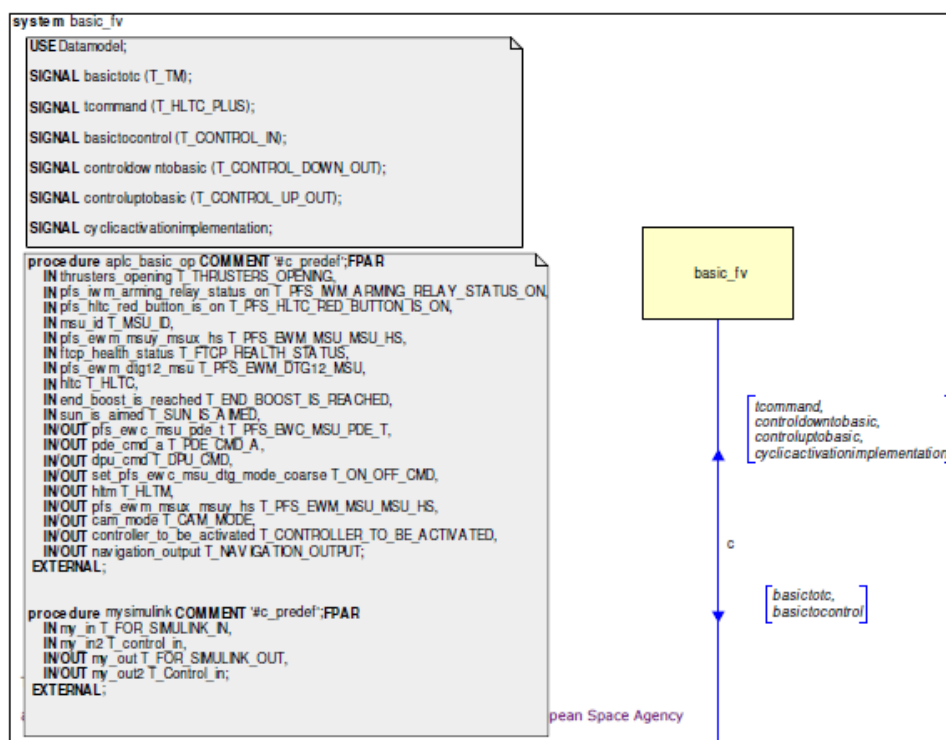 system basic_fv
USE Datamodel;
SIGNAL basictotc (T_TM);
SIGNAL tcommand (T_HLTC_PLUS);
SIGNAL basictocontrol (T_CONTROL_IN);
SIGNAL controldow ntobasic (T_CONTROL_DOWN_OUT);
SIGNAL controluptobasic (T_CONTROL_UP_OUT);
SIGNAL cyclicactivationimplementation;
procedure aplc_basic_op COMMENT '#c_predef';FPAR
IN thrusters_opening T_THRUSTERS_OPENING,
IN pfs_iwm_arming_relay_status_on T_PFS_IWM_ARMING_RELAY_STATUS_ON,
IN pfs_hltc_red_button_is_on T_PFS_HLTC_RED_BUTTON_IS_ON,
IN msu_id T_MSU_ID,
IN pfs_ewm_msuy_msux_hs T_PFS_EWM_MSU_MSU_HS,
IN ftcp_health_status T_FTCP_HEALTH_STATUS,
IN pfs_ewm_dtg12_msu T_PFS_EWM_DTG12_MSU,
IN hltc T_HLTC,
IN end_boost_is_reached T_END_BOOST_IS_REACHED,
IN sun_is_aimed T_SUN_IS_AIMED,
IN/OUT pfs_ewc_msu_pde_t T_PFS_EWC_MSU_PDE_T,
IN/OUT pde_cmd_a T_PDE_CMD_A,
IN/OUT dpu_cmd T_DPU_CMD,
IN/OUT set_pfs_ewc_msu_dtg_mode_coarse T_ON_OFF_CMD,
IN/OUT hltm T_HLTM,
IN/OUT pfs_ewm_msux_msuy_hs T_PFS_EWM_MSU_MSU_HS,
IN/OUT cam_mode T_CAM_MODE,
IN/OUT controller_to_be_activated T_CONTROLLER_TO_BE_ACTIVATED,
IN/OUT navigation_output T_NAVIGATION_OUTPUT;
EXTERNAL;
procedure mysimulink COMMENT '#c_predef';FPAR
IN my_in T_FOR_SIMULINK_IN,
IN my_in2 T_control_in,
IN/OUT my_out T_FOR_SIMULINK_OUT,
IN/OUT my_out2 T_Control_in;
EXTERNAL;
basic_fv
tcommand,
controldowntobasic,
controluptobasic,
cyclicactivationimplementation
c
basictotc,
basictocontrol
pean Space Agency